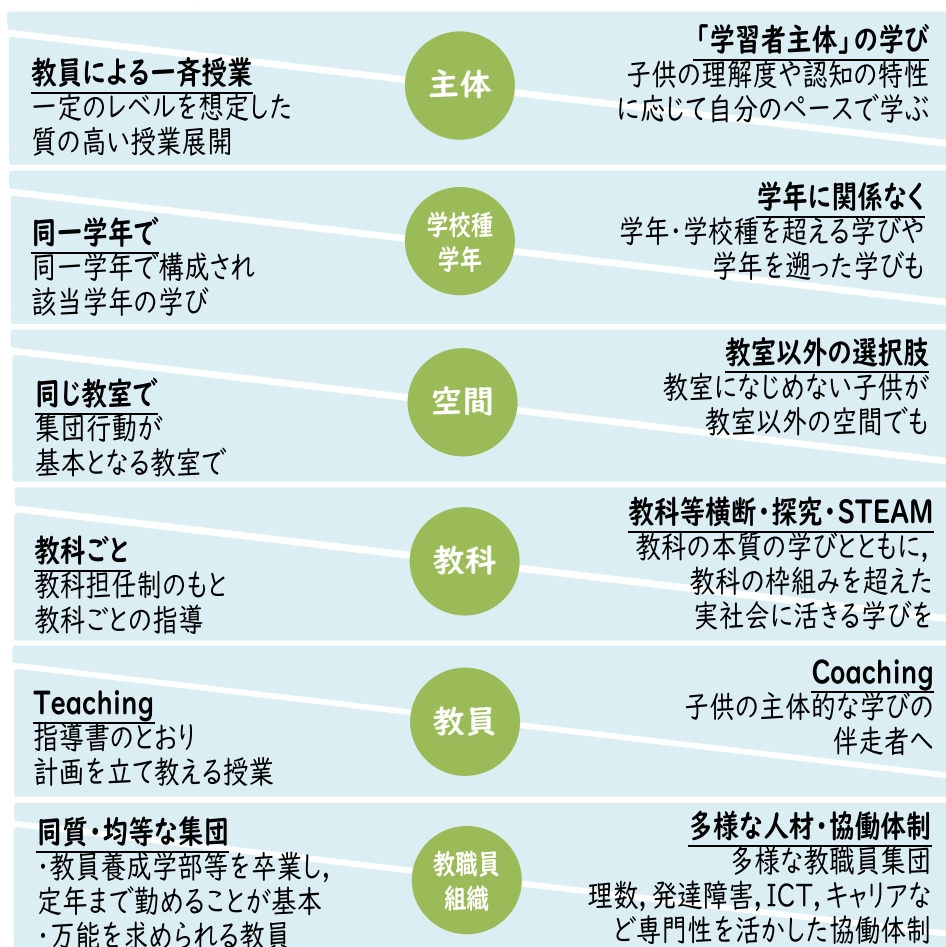 教員による一斉授業
一定のレベルを想定した
質の高い授業展開
主体
「学習者主体」の学び
子供の理解度や認知の特性
に応じて自分のペースで学ぶ
同一学年で
同一学年で構成され
該当学年の学び
学校種
学年
学年に関係なく
学年・学校種を超える学びや
学年を遡った学びも
同じ教室で
集団行動が
基本となる教室で
空間
教室以外の選択肢
教室になじめない子供が
教室以外の空間でも
教科ごと
教科担任制のもと
教科ごとの指導
教科
教科等横断・探究・STEAM
教科の本質の学びとともに,
教科の枠組みを超えた
実社会に活きる学びを
Teaching
指導書のとおり
計画を立て教える授業
教員
Coaching
子供の主体的な学びの
伴走者へ
同質・均等な集団
・教員養成学部等を卒業し,
定年まで勤めることが基本
・万能を求められる教員
教職員
組織
多様な人材・協働体制
多様な教職員集団
理数, 発達障害, ICT, キャリアな
ど専門性を活かした協働体制